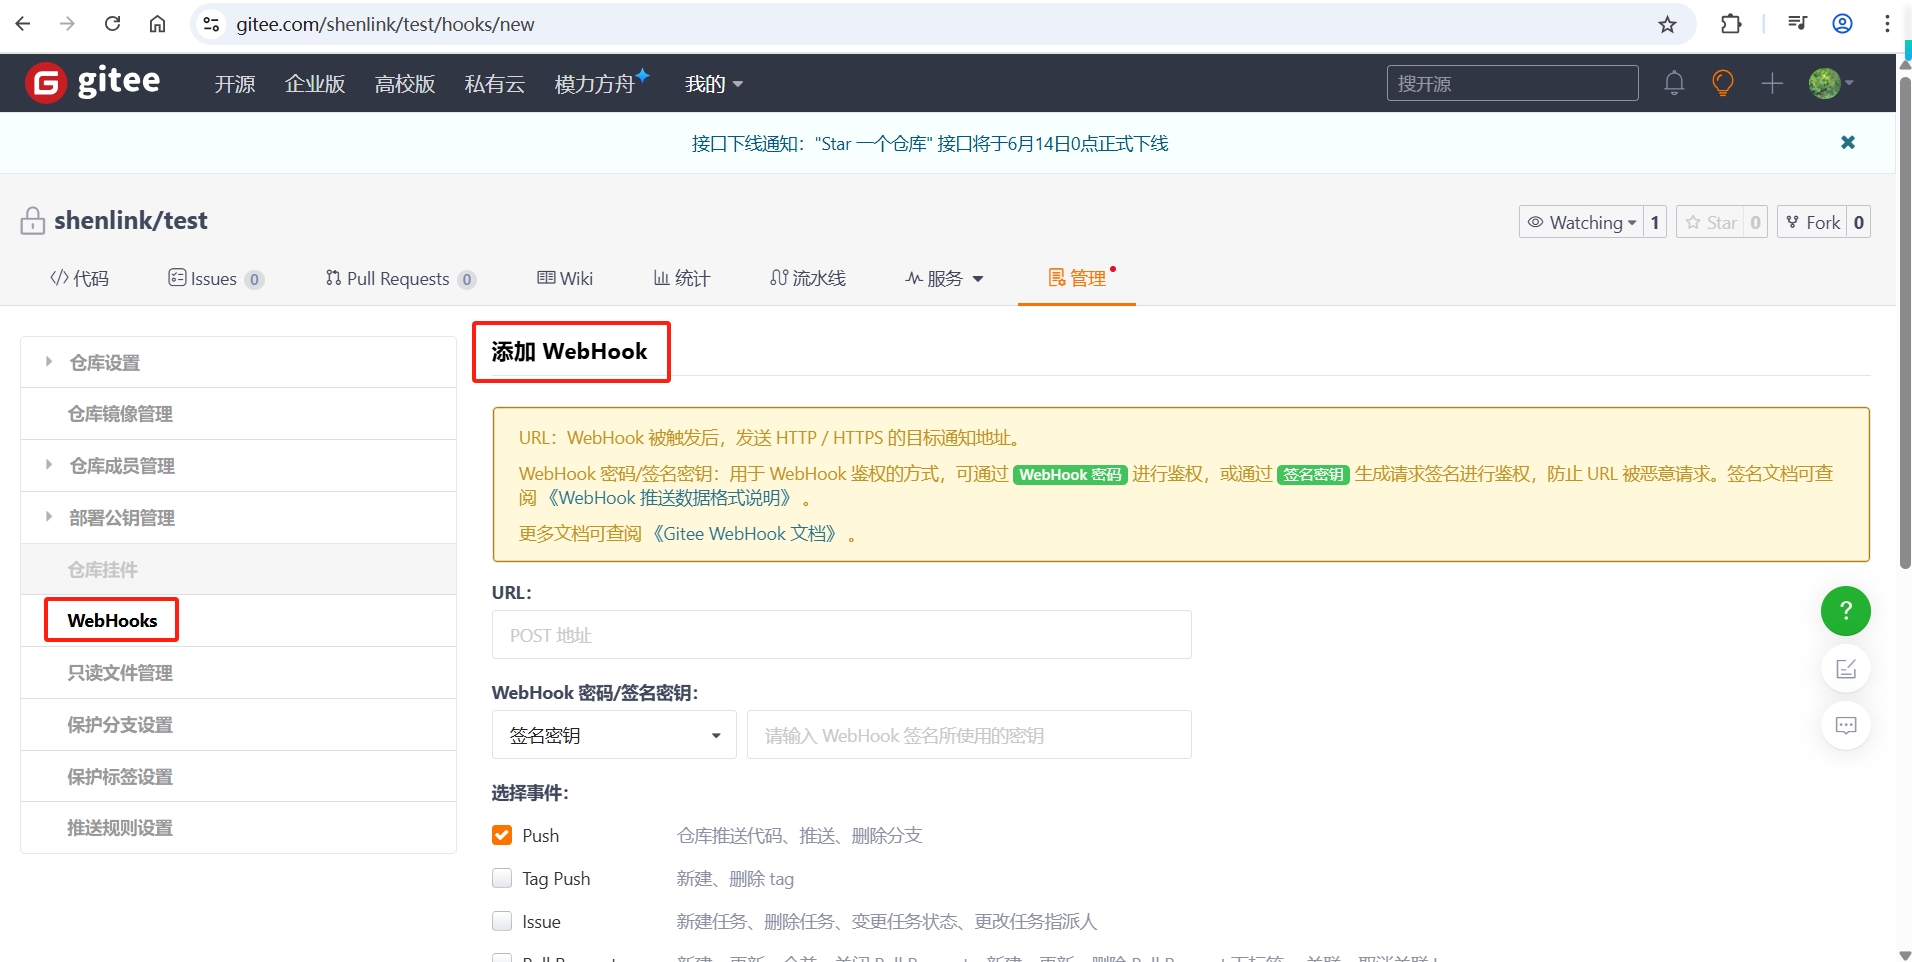 gitee.com/shenlink/test/hooks/new
gitee 开源 企业版 高校版 私有云 模力方舟 我的 搜开源
接口下线通知："Star 一个仓库" 接口将于6月14日0点正式下线
shenlink/test Watching 1 Star 0 Fork 0
代码 Issues 0 Pull Requests 0 Wiki 统计 流水线 服务 管理
仓库设置
仓库镜像管理
仓库成员管理
部署公钥管理
仓库挂件
WebHooks
只读文件管理
保护分支设置
保护标签设置
推送规则设置
添加 WebHook
URL：WebHook 被触发后，发送 HTTP / HTTPS 的目标通知地址。
WebHook 密码/签名密钥：用于 WebHook 鉴权的方式，可通过 WebHook 密码 进行鉴权，或通过 签名密钥 生成请求签名进行鉴权，防止 URL 被恶意请求。签名文档可查
阅 《WebHook 推送数据格式说明》 。
更多文档可查阅 《Gitee WebHook 文档》 。
URL：
POST 地址
WebHook 密码/签名密钥：
签名密钥 请输入 WebHook 签名所使用的密钥
选择事件：
Push 仓库推送代码、推送、删除分支
Tag Push 新建、删除 tag
Issue 新建任务、删除任务、变更任务状态、更改任务指派人
?